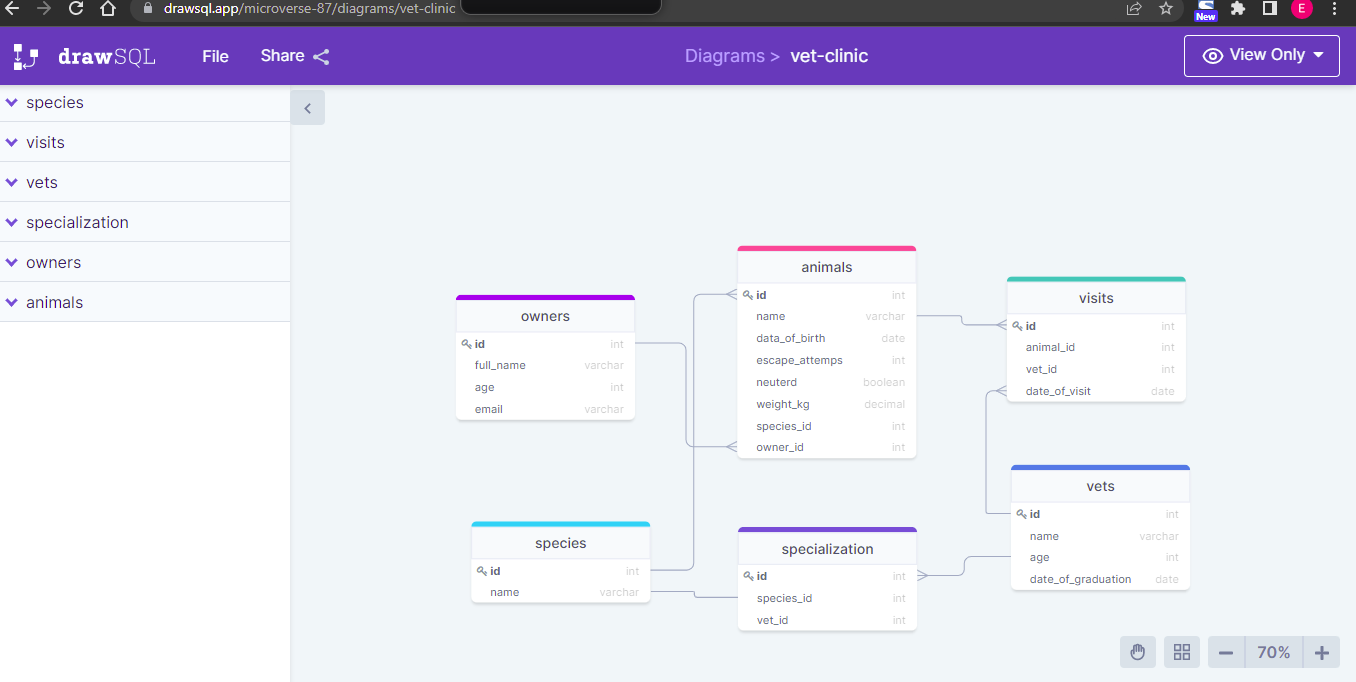 drawsql.app/microverse-87/diagrams/vet-clinic
New
E
drawSQL
File
Share
Diagrams > vet-clinic
View Only
species
visits
vets
specialization
owners
animals
owners
id int
full_name varchar
age int
email varchar
animals
id int
name varchar
data_of_birth date
escape_attemps int
neuterd boolean
weight_kg decimal
species_id int
owner_id int
visits
id int
animal_id int
vet_id int
date_of_visit date
species
id int
name varchar
specialization
id int
species_id int
vet_id int
vets
id int
name varchar
age int
date_of_graduation date
70%